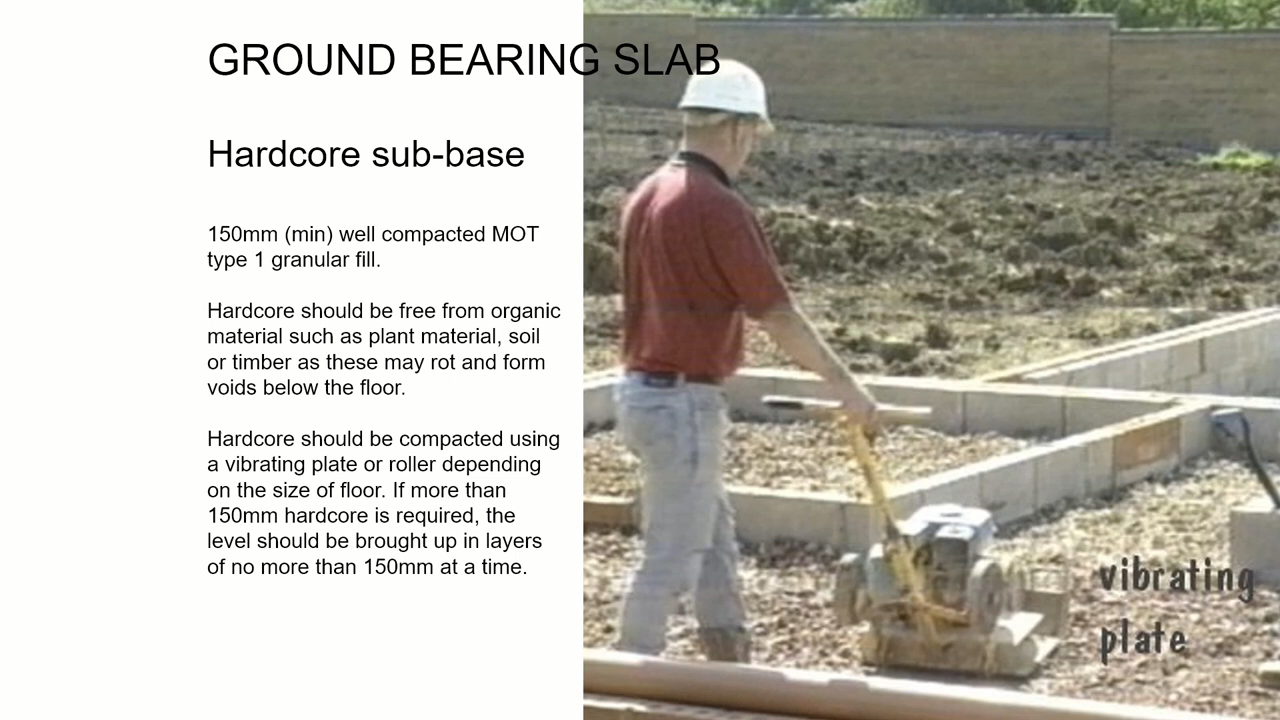 GROUND BEARING SLAB
Hardcore sub-base
150mm (min) well compacted MOT
type 1 granular fill.
Hardcore should be free from organic
material such as plant material, soil
or timber as these may rot and form
voids below the floor.
Hardcore should be compacted using
a vibrating plate or roller depending
on the size of floor. If more than
150mm hardcore is required, the
level should be brought up in layers
of no more than 150mm at a time.
vibrating
plate